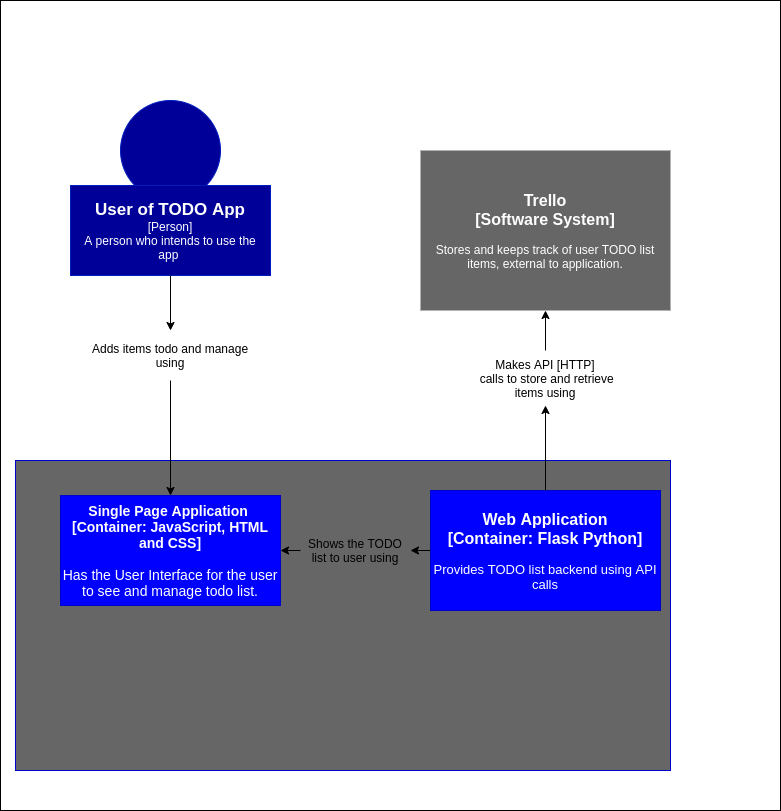 User of TODO App
[Person]
A person who intends to use the
app
Trello
[Software System]
Stores and keeps track of user TODO list
items, external to application.
Adds items todo and manage
using
Makes API [HTTP]
calls to store and retrieve
items using
Single Page Application
[Container: JavaScript, HTML
and CSS]
Has the User Interface for the user
to see and manage todo list.
Shows the TODO
list to user using
Web Application
[Container: Flask Python]
Provides TODO list backend using API
calls